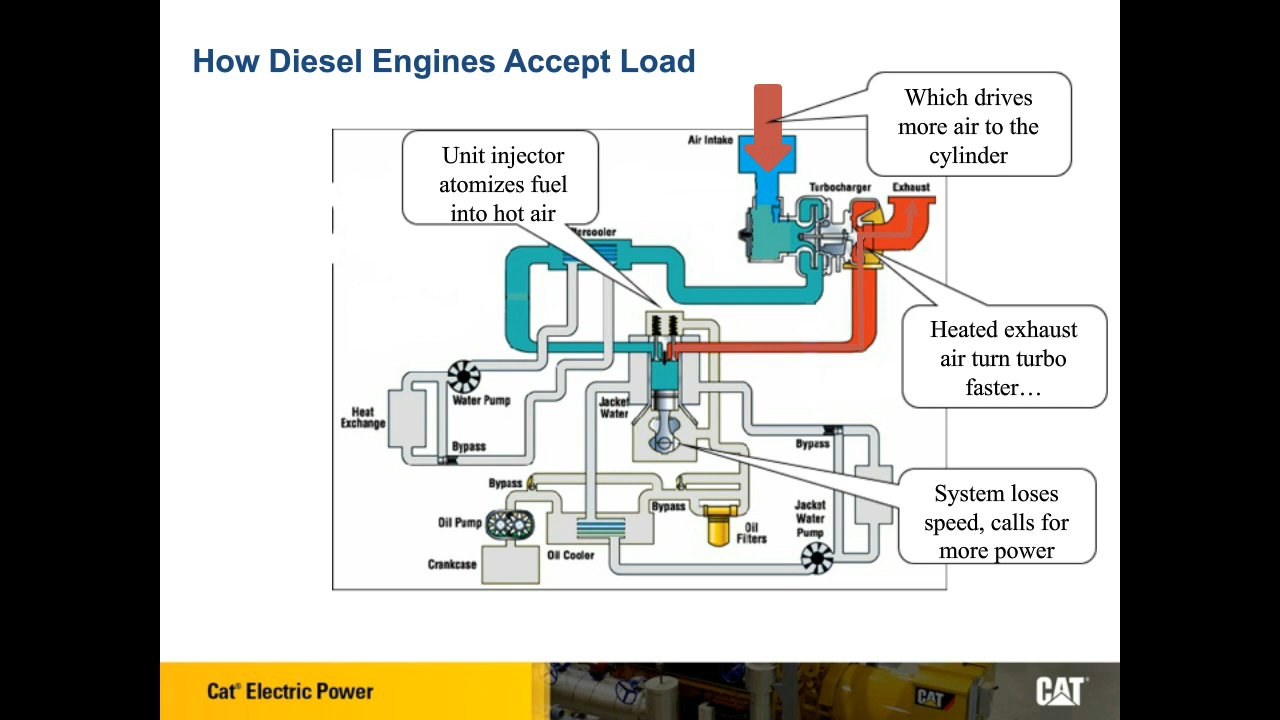 How Diesel Engines Accept Load
Which drives
more air to the
cylinder
Air Intake
Unit injector
atomizes fuel
into hot air
Turbocharger
Exhaust
Heated exhaust
air turn turbo
faster…
Water Pump
Jacket
Water
Heat
Exchange
Bypass
Bypass
System loses
speed, calls for
more power
Bypass
Bypass
Oil Pump
Oil
Filters
Jacket
Water
Pump
Oil Cooler
Crankcase
Cat® Electric Power
CAT
CAT